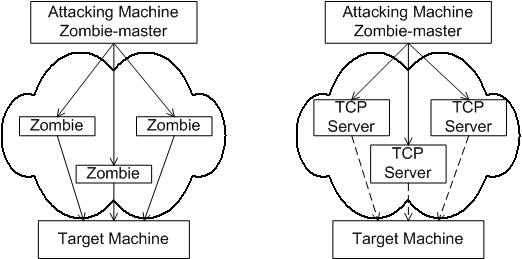 Attacking Machine
Zombie-master
Zombie
Zombie
Zombie
Target Machine
Attacking Machine
Zombie-master
TCP
Server
TCP
Server
TCP
Server
Target Machine